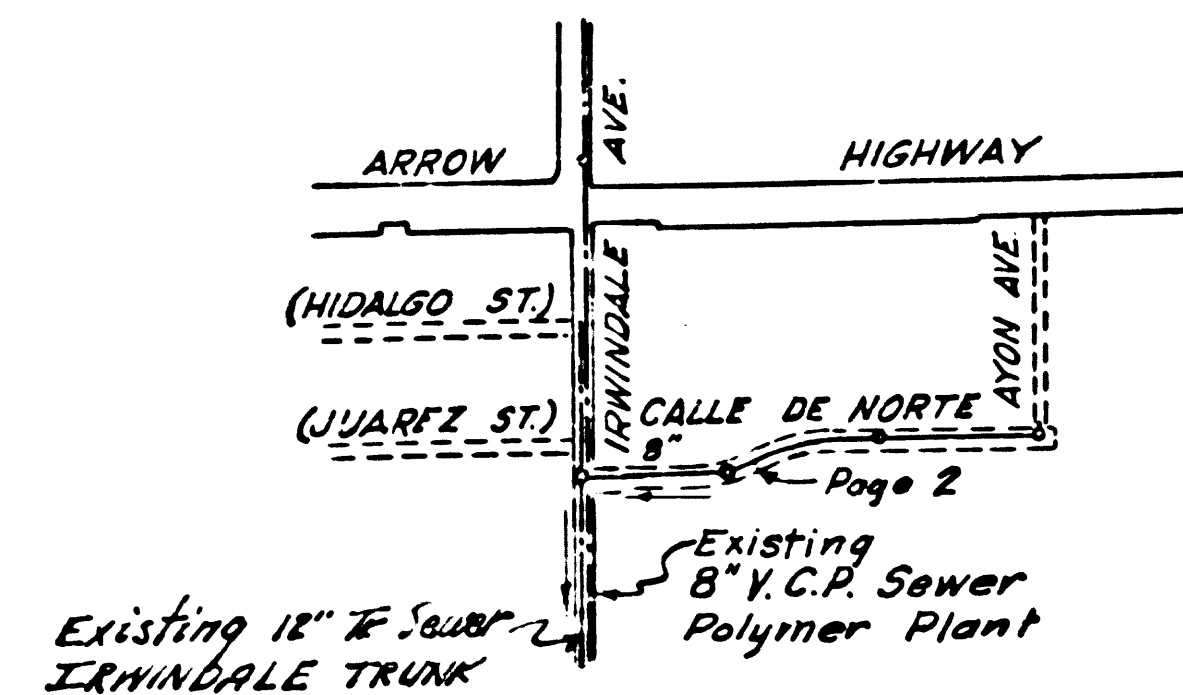 AVE.
ARROW
HIGHWAY
(HIDALGO ST.)
IRWINDALE
AYON AVE.
(JUAREZ ST.)
CALLE DE NORTE
8"
Page 2
Existing
8" V.C.P. Sewer
Polymer Plant
Existing 12" Sewer
IRWINDALE TRUNK